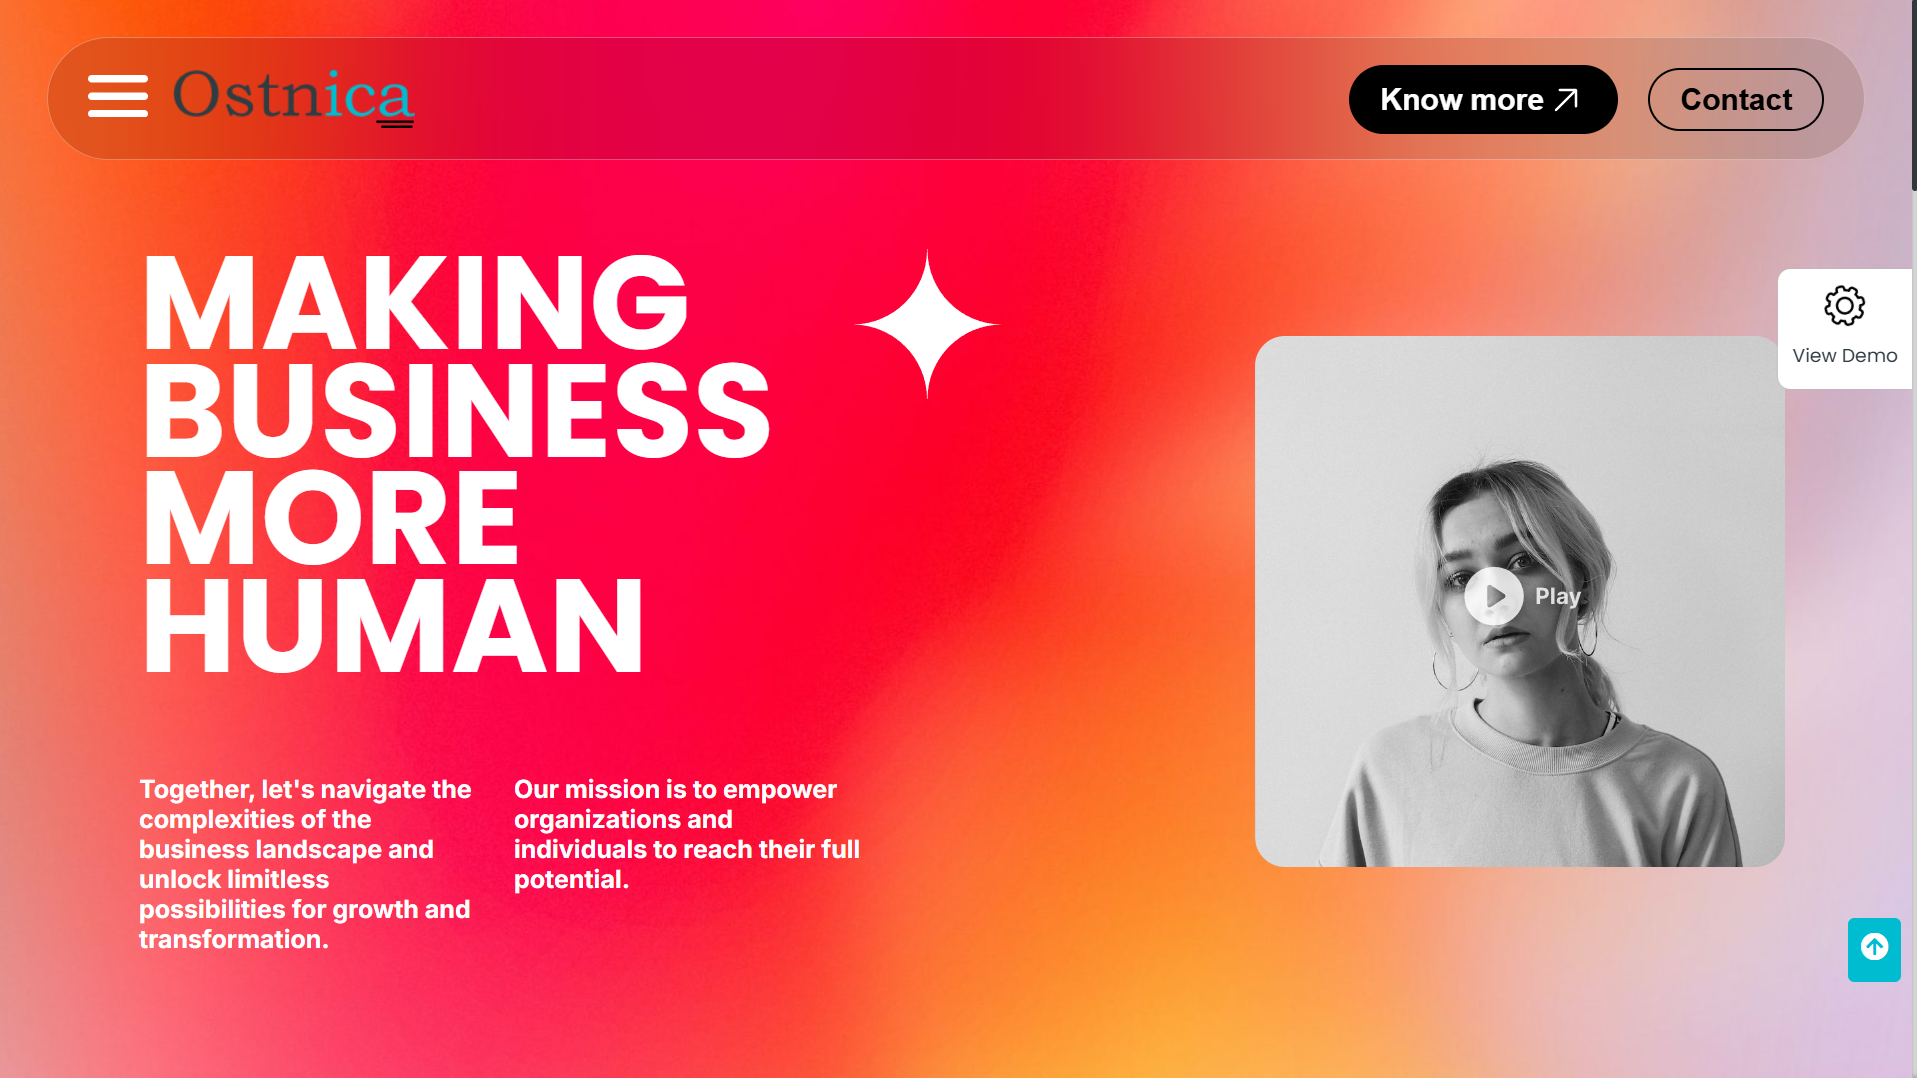 Ostnica
Know more
Contact
MAKING
BUSINESS
MORE
HUMAN
View Demo
Play
Together, let's navigate the
complexities of the
business landscape and
unlock limitless
possibilities for growth and
transformation.
Our mission is to empower
organizations and
individuals to reach their full
potential.